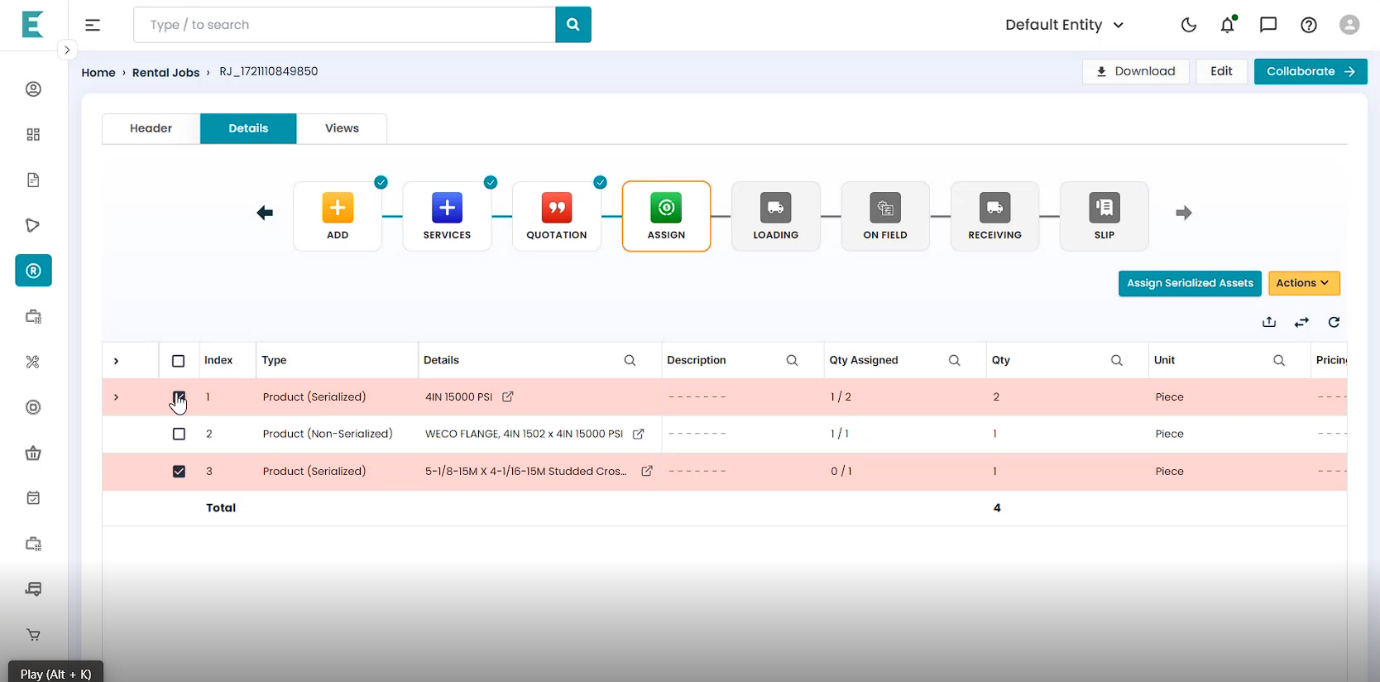 Type / to search
Default Entity
Home › Rental Jobs › RJ_1721110849850
Download
Edit
Collaborate
Header
Details
Views
ADD
SERVICES
QUOTATION
ASSIGN
LOADING
ON FIELD
RECEIVING
SLIP
Assign Serialized Assets
Actions
Index Type Details Description Qty Assigned Qty Unit Pricing
1 Product (Serialized) 4IN 15000 PSI ------- 1 / 2 2 Piece ----
2 Product (Non-Serialized) WECO FLANGE, 4IN 1502 x 4IN 15000 PSI ------- 1 / 1 1 Piece ----
3 Product (Serialized) 5-1/8-15M X 4-1/16-15M Studded Cros... ------- 0 / 1 1 Piece ----
Total 4
Play (Alt + K)